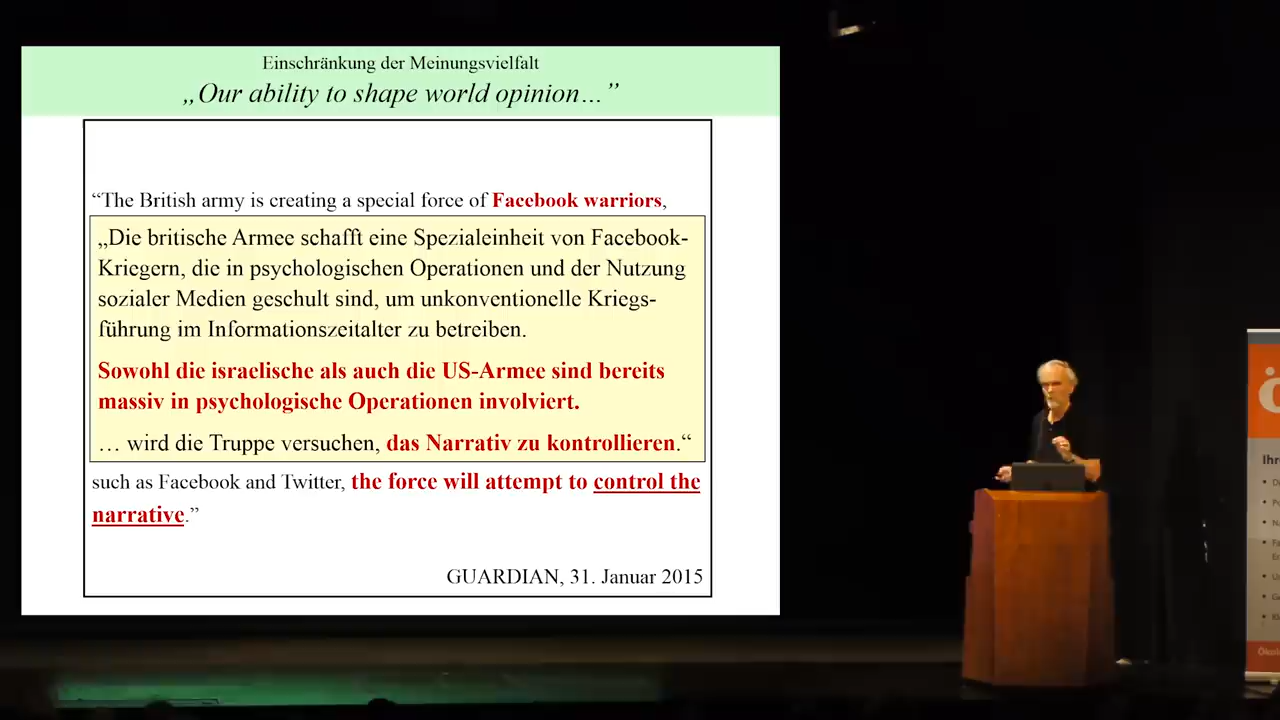 Einschränkung der Meinungsvielfalt
„Our ability to shape world opinion…”
“The British army is creating a special force of Facebook warriors,
„Die britische Armee schafft eine Spezialeinheit von Facebook-
Kriegern, die in psychologischen Operationen und der Nutzung
sozialer Medien geschult sind, um unkonventionelle Kriegs-
führung im Informationszeitalter zu betreiben.
Sowohl die israelische als auch die US-Armee sind bereits
massiv in psychologische Operationen involviert.
… wird die Truppe versuchen, das Narrativ zu kontrollieren.“
such as Facebook and Twitter, the force will attempt to control the
narrative.”
GUARDIAN, 31. Januar 2015